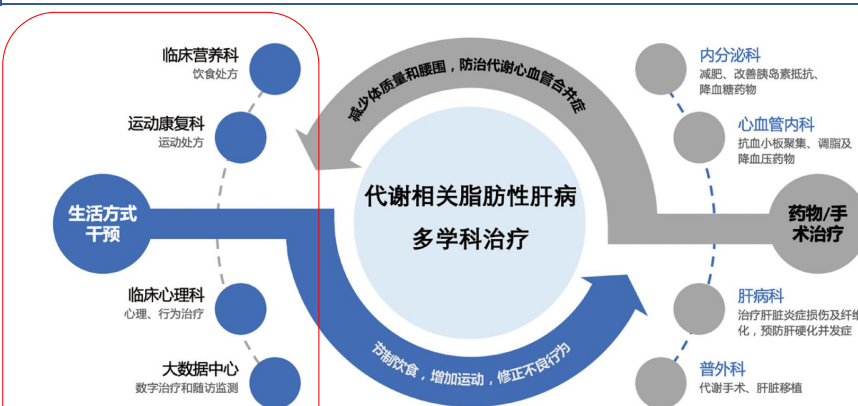 临床营养科
饮食处方
运动康复科
运动处方
生活方式
干预
临床心理科
心理、行为治疗
大数据中心
数字治疗和随访监测
减少体质量和腰围，防治代谢心血管合并症
代谢相关脂肪性肝病
多学科治疗
节制饮食，增加运动，修正不良行为
内分泌科
减肥、改善胰岛素抵抗、
降血糖药物
心血管内科
抗血小板聚集、调脂及
降血压药物
药物/手
术治疗
肝病科
治疗肝脏炎症损伤及纤维
化，预防肝硬化并发症
普外科
代谢手术、肝脏移植